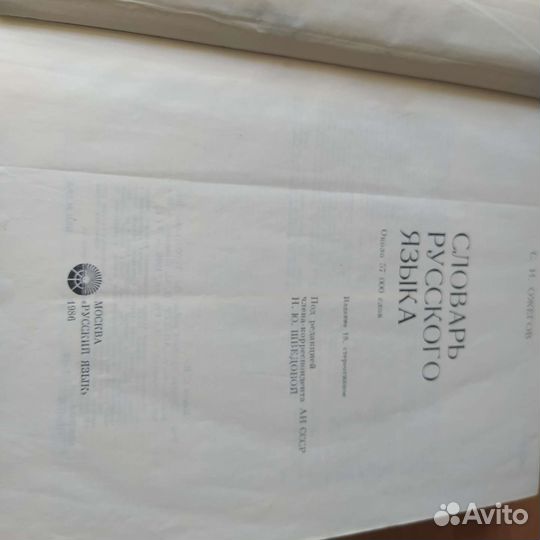 С. И. ОЖЕГОВ
СЛОВАРЬ
РУССКОГО
ЯЗЫКА
Около 57 000 слов
Издание 18, стереотипное
Под редакцией
члена-корреспондента АН СССР
Н. Ю. ШВЕДОВОЙ
МОСКВА
«РУССКИЙ ЯЗЫК»
1986
Avito